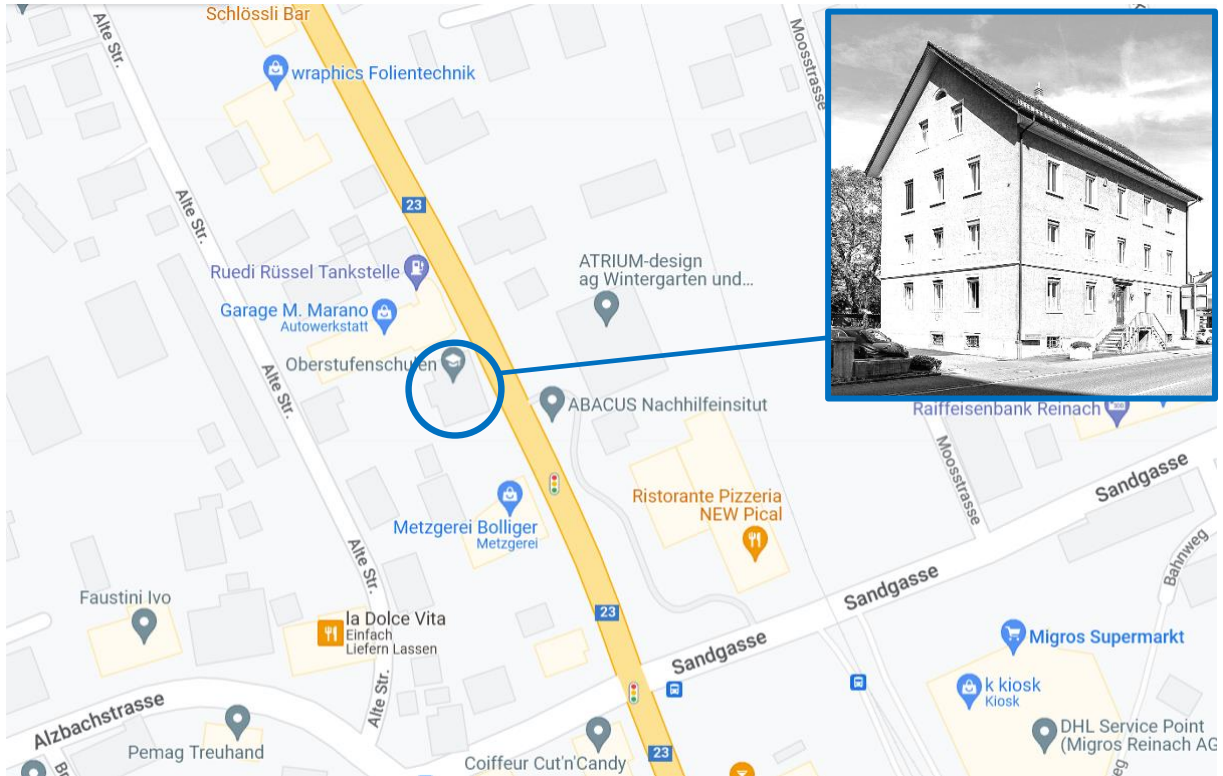 Schlössli Bar
Alte Str.
wraphics Folientechnik
Moosstrasse
Alte Str.
23
Ruedi Rüssel Tankstelle
ATRIUM-design
ag Wintergarten und...
Garage M. Marano
Autowerkstatt
Oberstufenschulen
Alte Str.
ABACUS Nachhilfeinsitut
Raiffeisenbank Reinach
Moosstrasse
Sandgasse
Ristorante Pizzeria
NEW Pical
Metzgerei Bolliger
Metzgerei
Alte Str.
Bahnweg
Sandgasse
Faustini Ivo
23
la Dolce Vita
Einfach
Liefern Lassen
Sandgasse
Migros Supermarkt
k kiosk
Kiosk
Alte Str.
Alzbachstrasse
DHL Service Point
(Migros Reinach AG
Pemag Treuhand
Coiffeur Cut'n'Candy
23